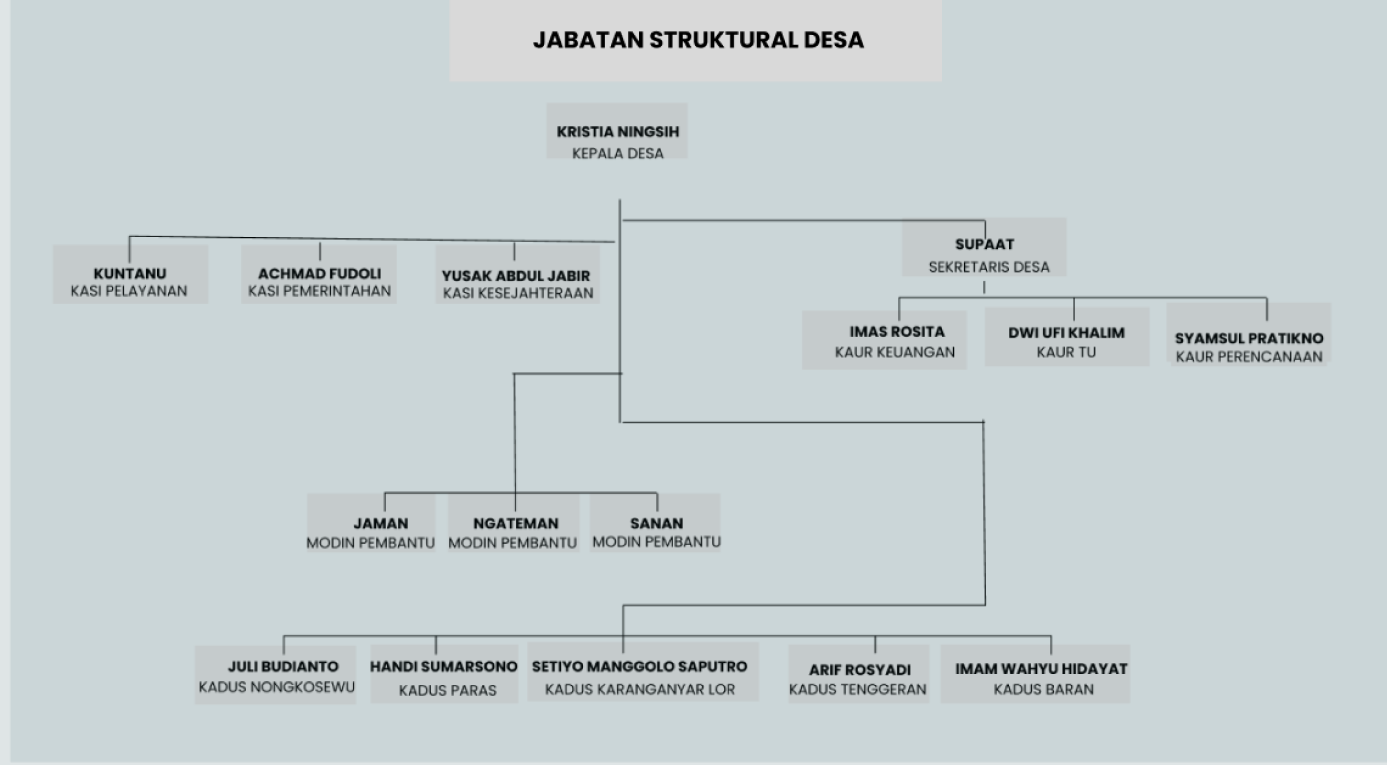 JABATAN STRUKTURAL DESA
KRISTIA NINGSIH
KEPALA DESA
SUPAAT
SEKRETARIS DESA
KUNTANU
KASI PELAYANAN
ACHMAD FUDOLI
KASI PEMERINTAHAN
YUSAK ABDUL JABIR
KASI KESEJAHTERAAN
IMAS ROSITA
KAUR KEUANGAN
DWI UFI KHALIM
KAUR TU
SYAMSUL PRATIKNO
KAUR PERENCANAAN
JAMAN
MODIN PEMBANTU
NGATEMAN
MODIN PEMBANTU
SANAN
MODIN PEMBANTU
JULI BUDIANTO
KADUS NONGKOSEWU
HANDI SUMARSONO
KADUS PARAS
SETIYO MANGGOLO SAPUTRO
KADUS KARANGANYAR LOR
ARIF ROSYADI
KADUS TENGGERAN
IMAM WAHYU HIDAYAT
KADUS BARAN